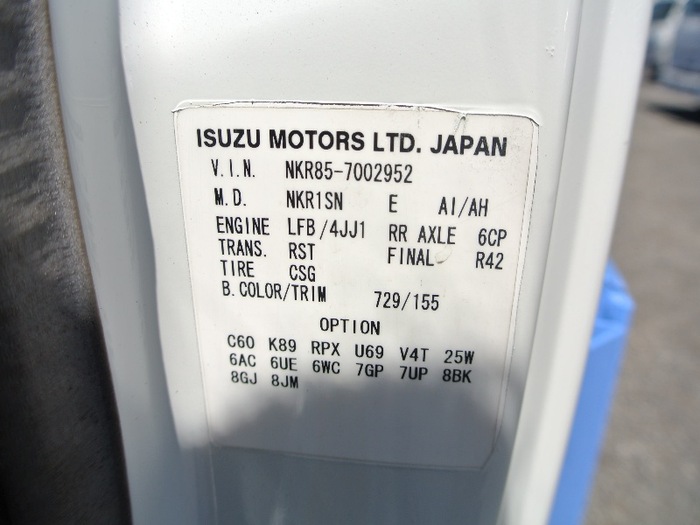 ISUZU MOTORS LTD. JAPAN
V.I.N. NKR85-7002952
M.D. NKR1SN E AI/AH
ENGINE LFB/4JJ1 RR AXLE 6CP
TRANS. RST FINAL R42
TIRE CSG
B.COLOR/TRIM 729/155
OPTION
C60 K89 RPX U69 V4T 25W
6AC 6UE 6WC 7GP 7UP 8BK
8GJ 8JM